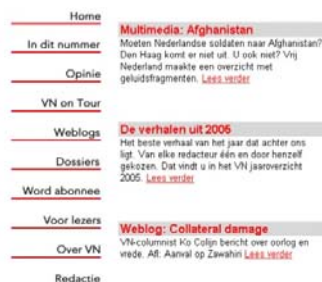 Home
In dit nummer
Opinie
VN on Tour
Weblogs
Dossiers
Word abonnee
Voor lezers
Over VN
Redactie
Multimedia: Afghanistan
Moeten Nederlandse soldaten naar Afghanistan?
Den Haag komt er niet uit. U ook niet? Vrij
Nederland maakte een overzicht met
geluidsfragmenten. Lees verder
De verhalen uit 2005
Het beste verhaal van het jaar dat achter ons
ligt. Van elke redacteur één en door henzelf
gekozen. Dat vindt u in het VN jaaroverzicht
2005. Lees verder
Weblog: Collateral damage
VN-columnist Ko Colijn bericht over oorlog en
vrede. Afl: Aanval op Zawahiri Lees verder